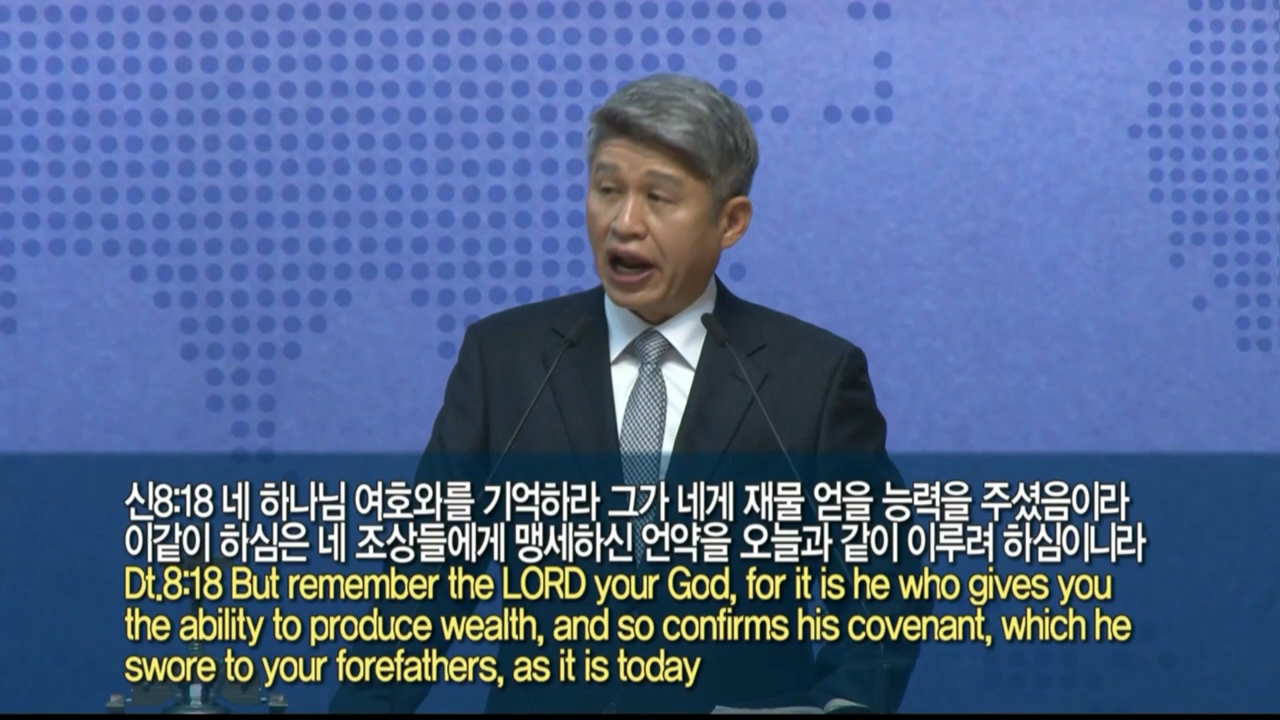 신8:18 네 하나님 여호와를 기억하라 그가 네게 재물 얻을 능력을 주셨음이라
이같이 하심은 네 조상들에게 맹세하신 언약을 오늘과 같이 이루려 하심이니라
Dt.8:18 But remember the LORD your God, for it is he who gives you
the ability to produce wealth, and so confirms his covenant, which he
swore to your forefathers, as it is today